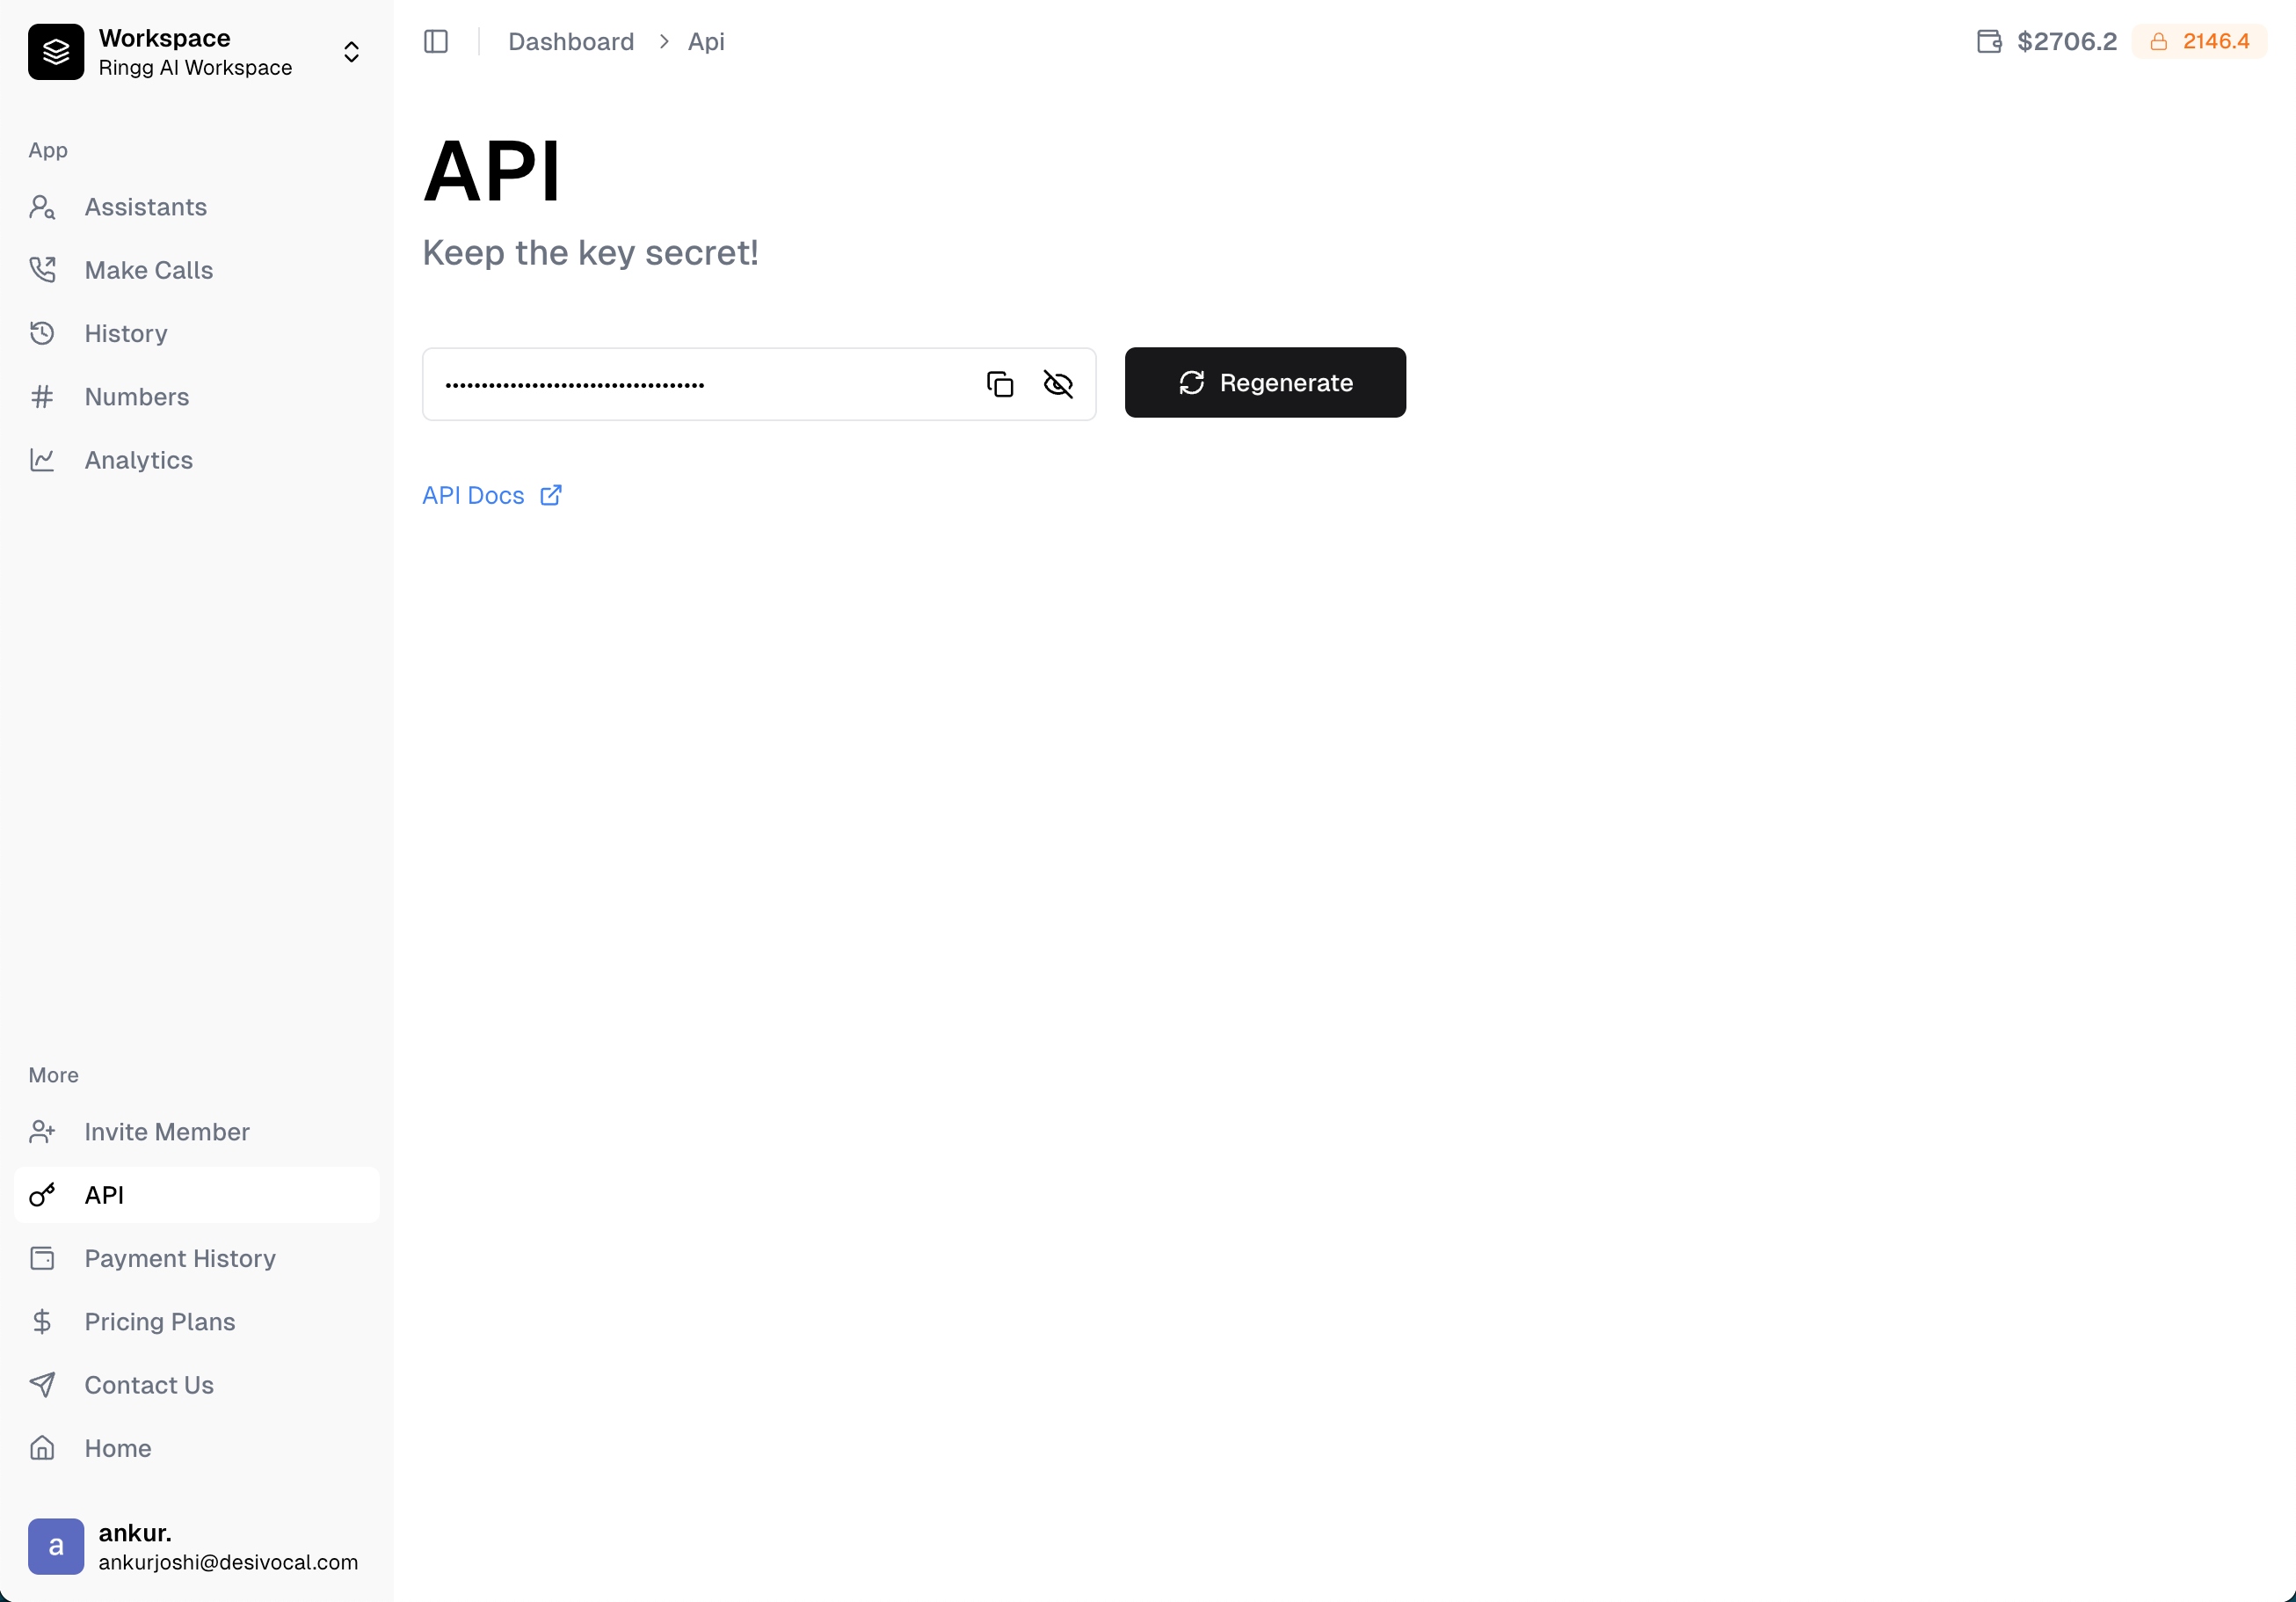 Workspace
Ringg AI Workspace
App
Assistants
Make Calls
History
Numbers
Analytics
More
Invite Member
API
Payment History
Pricing Plans
Contact Us
Home
a
ankur.
ankurjoshi@desivocal.com
Dashboard > Api
$2706.2 2146.4
API
Keep the key secret!
••••••••••••••••••••••••••••••••••••
Regenerate
API Docs